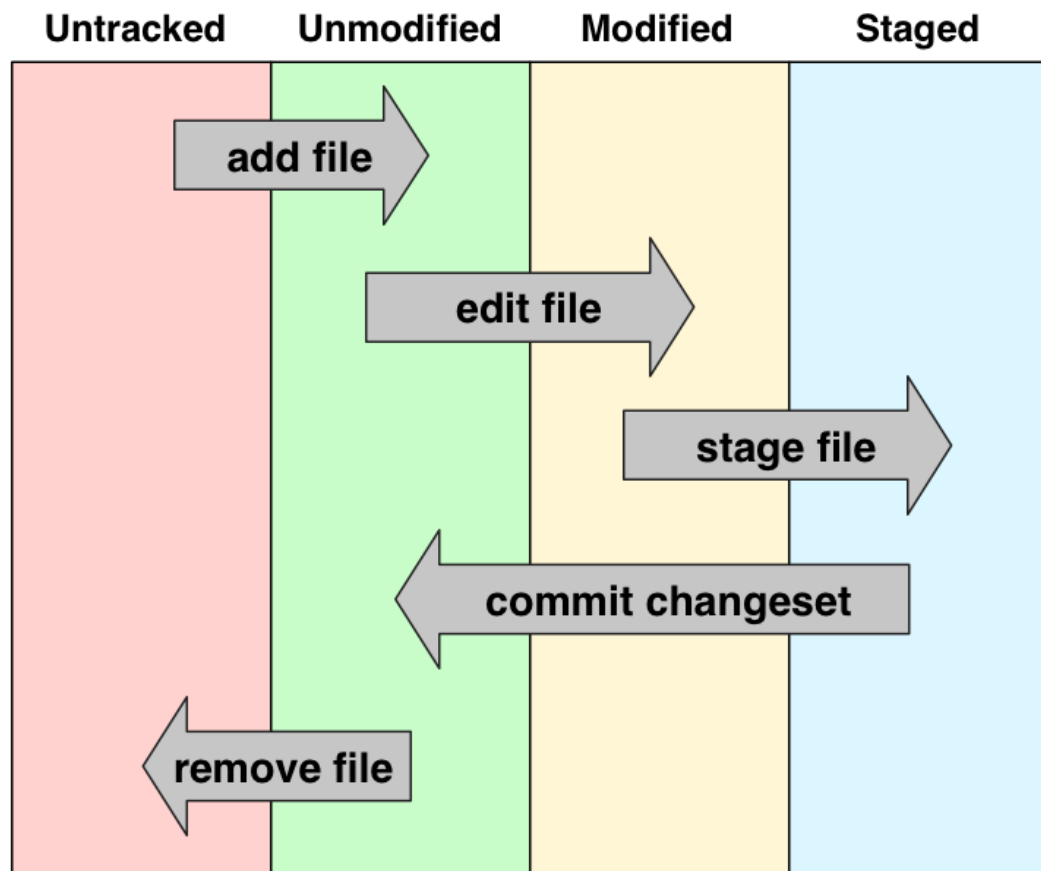 Untracked Unmodified Modified Staged
add file
edit file
stage file
commit changeset
remove file